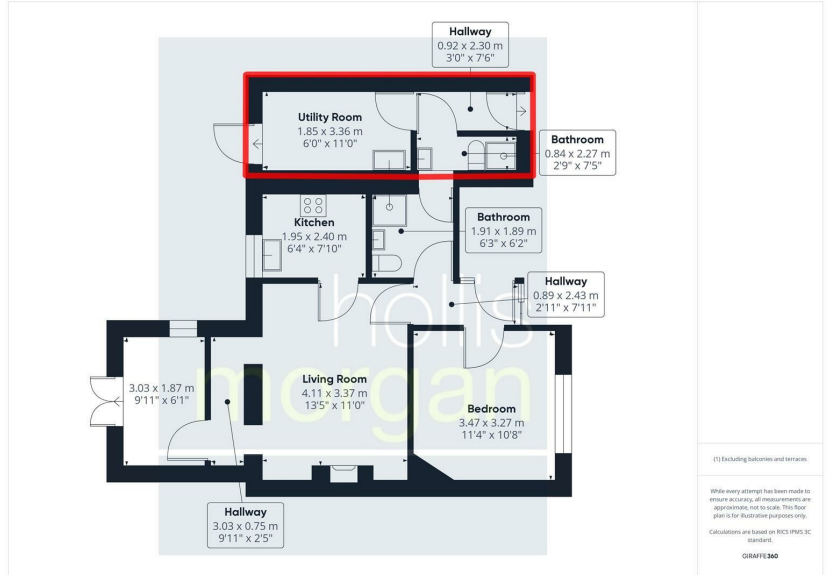 Hallway
0.92 x 2.30 m
3'0" x 7'6"
Utility Room
1.85 x 3.36 m
6'0" x 11'0"
Bathroom
0.84 x 2.27 m
2'9" x 7'5"
Kitchen
1.95 x 2.40 m
6'4" x 7'10"
Bathroom
1.91 x 1.89 m
6'3" x 6'2"
Hallway
0.89 x 2.43 m
2'11" x 7'11"
hollis
morgan
3.03 x 1.87 m
9'11" x 6'1"
Living Room
4.11 x 3.37 m
13'5" x 11'0"
Bedroom
3.47 x 3.27 m
11'4" x 10'8"
Hallway
3.03 x 0.75 m
9'11" x 2'5"
(1) Excluding balconies and terraces
While every attempt has been made to
ensure accuracy, all measurements are
approximate, not to scale. This floor
plan is for illustrative purposes only.
Calculations are based on RICS IPMS 3C
standard.
GIRAFFE360